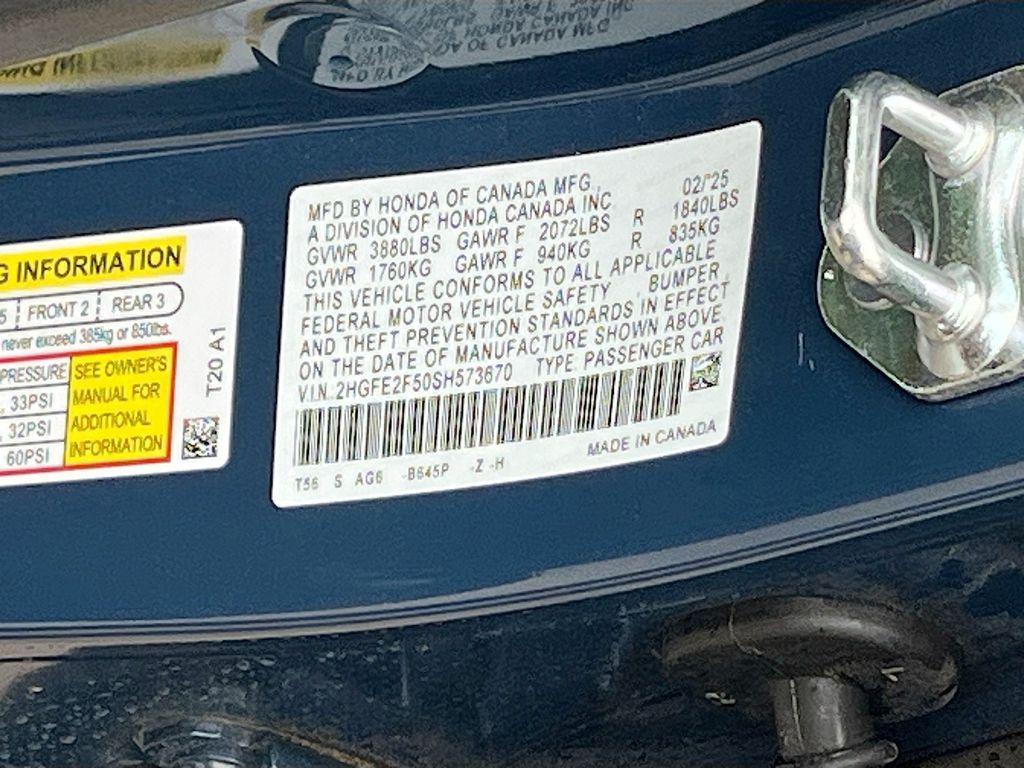 G INFORMATION
5 FRONT 2 REAR 3
never exceed 385kg or 850lbs.
PRESSURE
, 33PSI
, 32PSI
60PSI
SEE OWNER'S
MANUAL FOR
ADDITIONAL
INFORMATION
T20 A1
MFD BY HONDA OF CANADA MFG., 02/'25
A DIVISION OF HONDA CANADA INC
GVWR 3880LBS GAWR F 2072LBS R 1840LBS
GVWR 1760KG GAWR F 940KG R 835KG
THIS VEHICLE CONFORMS TO ALL APPLICABLE
FEDERAL MOTOR VEHICLE SAFETY, BUMPER,
AND THEFT PREVENTION STANDARDS IN EFFECT
ON THE DATE OF MANUFACTURE SHOWN ABOVE.
V.I.N.:2HGFE2F50SH573670 TYPE: PASSENGER CAR
MADE IN CANADA
T56 S AG6 -B645P -Z -H